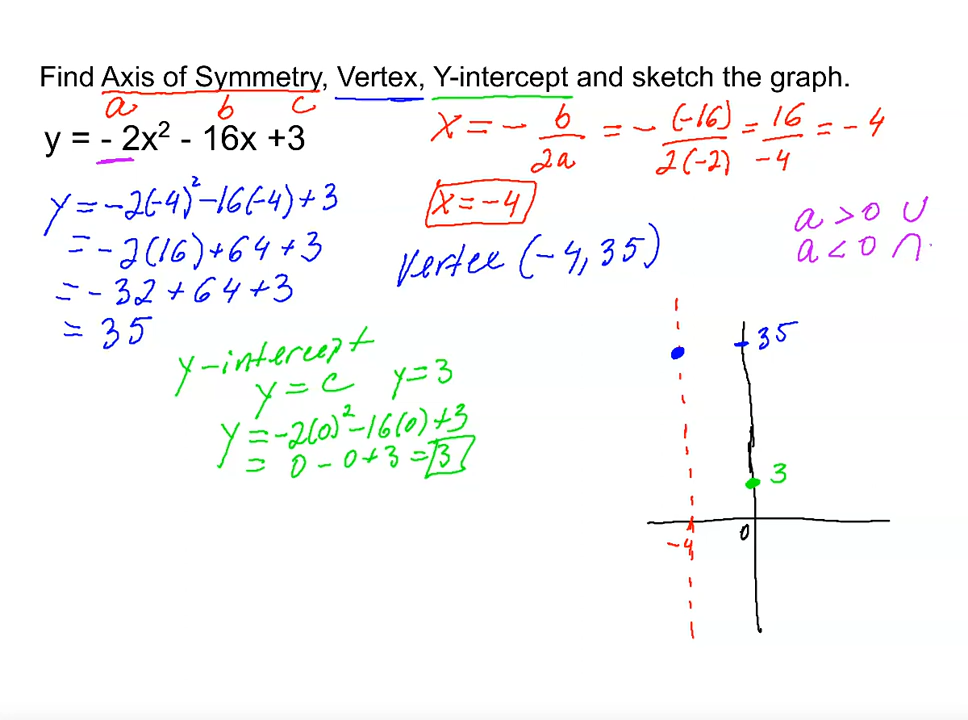 Find Axis of Symmetry, Vertex, Y-intercept and sketch the graph.
a b c
y = - 2x² - 16x +3
x = - b/2a = - (-16)/2(-2) = 16/-4 = -4
x = -4
y = -2(-4)² -16(-4) + 3
= -2(16) + 64 + 3
= -32 + 64 + 3
= 35
Vertex (-4, 35)
a > 0 ∪
a < 0 ∩
y-intercept
y = c y = 3
y = -2(0)² -16(0) +3
= 0 - 0 + 3 = 3
35
3
0
-4